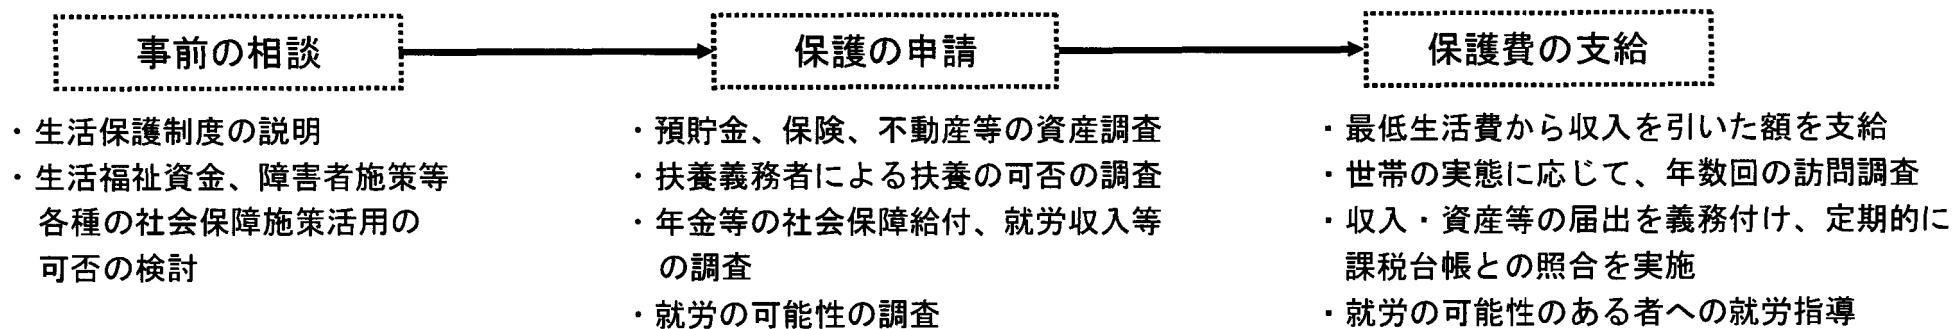 事前の相談
保護の申請
保護費の支給
・生活保護制度の説明
・生活福祉資金、障害者施策等
各種の社会保障施策活用の
可否の検討
・預貯金、保険、不動産等の資産調査
・扶養義務者による扶養の可否の調査
・年金等の社会保障給付、就労収入等
の調査
・就労の可能性の調査
・最低生活費から収入を引いた額を支給
・世帯の実態に応じて、年数回の訪問調査
・収入・資産等の届出を義務付け、定期的に
課税台帳との照合を実施
・就労の可能性のある者への就労指導